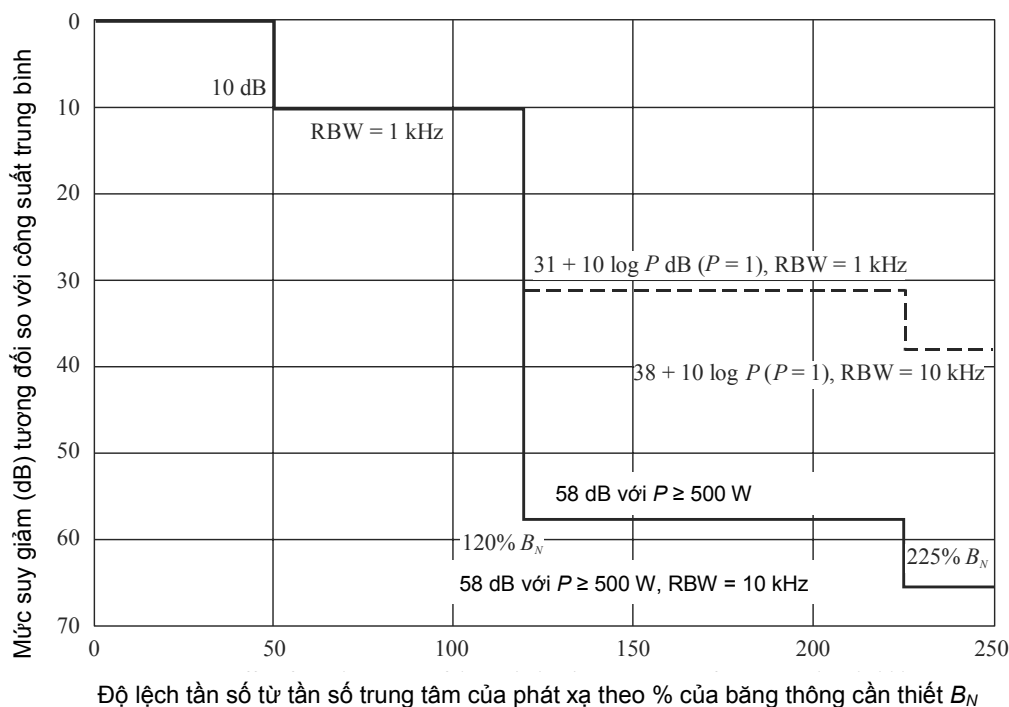 Mức suy giảm (dB) tương đối so với công suất trung bình
0
10
20
30
40
50
60
70
10 dB
RBW = 1 kHz
31 + 10 log P dB (P = 1), RBW = 1 kHz
38 + 10 log P (P = 1), RBW = 10 kHz
58 dB với P ≥ 500 W
120% B_N
225% B_N
58 dB với P ≥ 500 W, RBW = 10 kHz
0 50 100 150 200 250
Độ lệch tần số từ tần số trung tâm của phát xạ theo % của băng thông cần thiết B_N